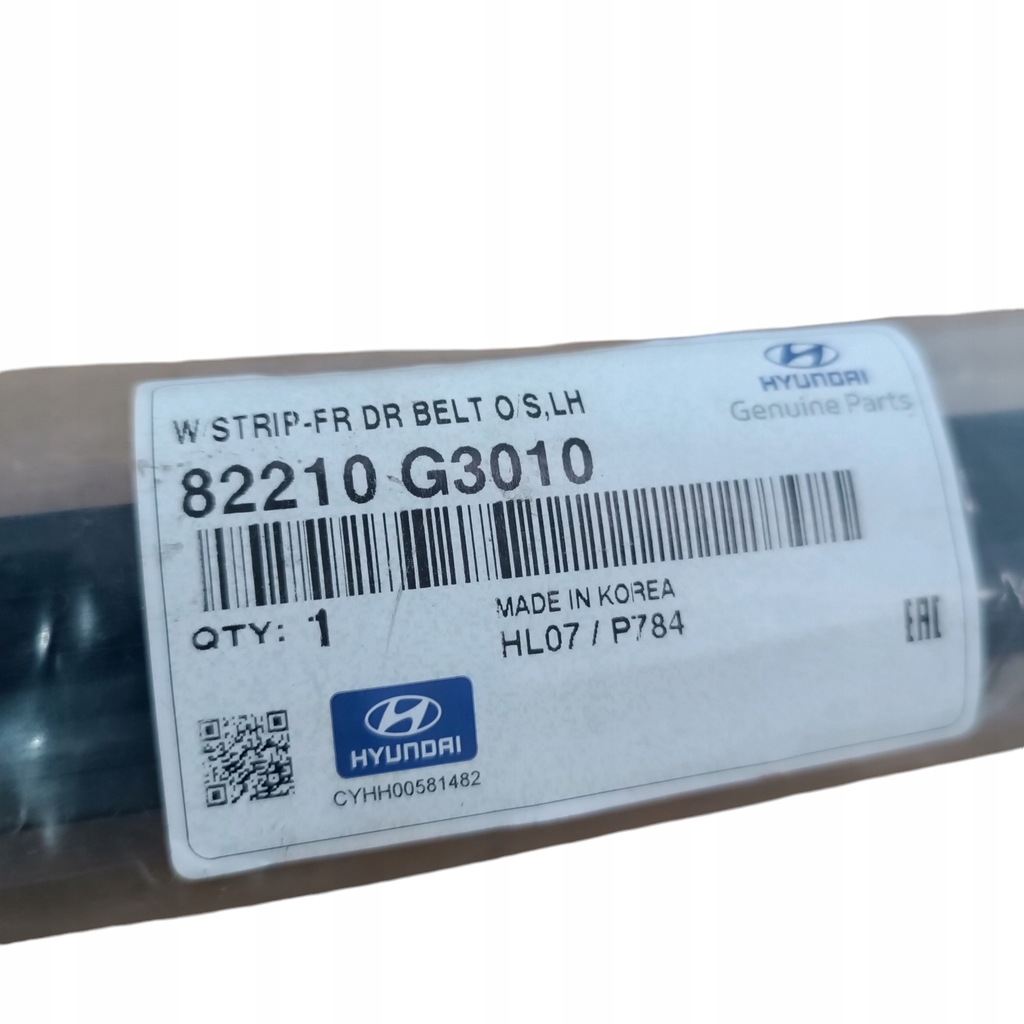 W/STRIP-FR DR BELT O/S,LH
HYUNDAI
Genuine Parts
82210 G3010
QTY: 1
MADE IN KOREA
HL07 / P784
EAC
HYUNDAI
CYHH00581482